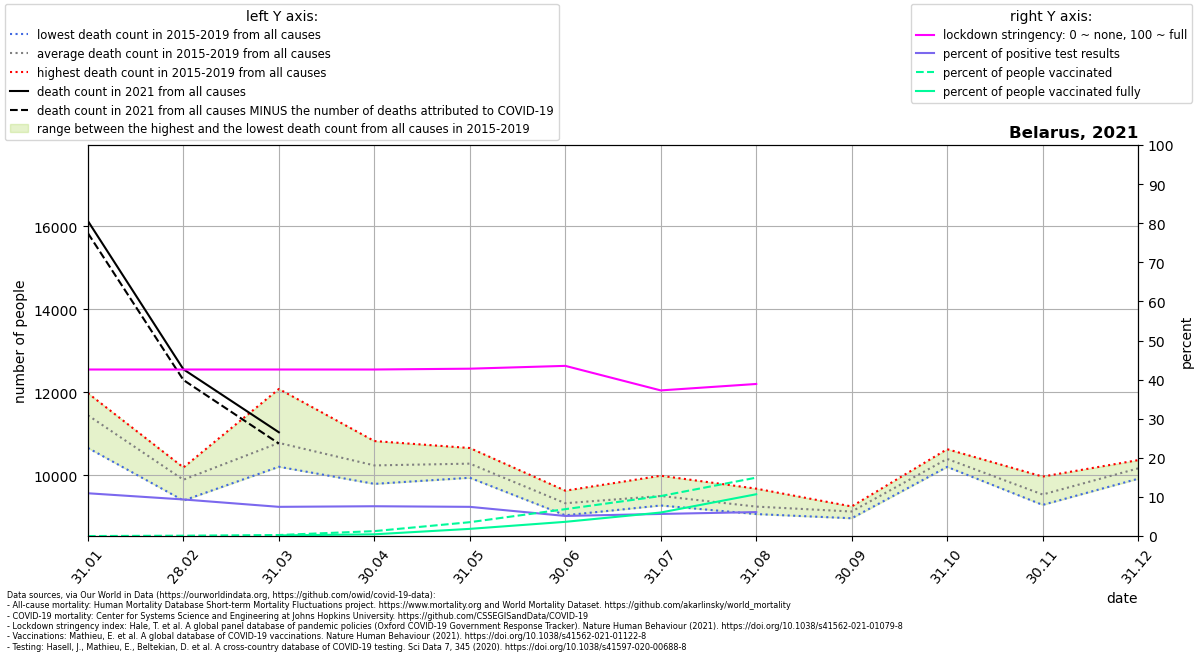 left Y axis:
lowest death count in 2015-2019 from all causes
average death count in 2015-2019 from all causes
highest death count in 2015-2019 from all causes
death count in 2021 from all causes
death count in 2021 from all causes MINUS the number of deaths attributed to COVID-19
range between the highest and the lowest death count from all causes in 2015-2019
right Y axis:
lockdown stringency: 0 ~ none, 100 ~ full
percent of positive test results
percent of people vaccinated
percent of people vaccinated fully
Belarus, 2021
number of people
16000
14000
12000
10000
100
90
80
70
60
50
40
30
20
10
0
percent
31.01
28.02
31.03
30.04
31.05
30.06
31.07
31.08
30.09
31.10
30.11
31.12
date
Data sources, via Our World in Data (https://ourworldindata.org, https://github.com/owid/covid-19-data):
- All-cause mortality: Human Mortality Database Short-term Mortality Fluctuations project. https://www.mortality.org and World Mortality Dataset. https://github.com/akarlinsky/world_mortality
- COVID-19 mortality: Center for Systems Science and Engineering at Johns Hopkins University. https://github.com/CSSEGISandData/COVID-19
- Lockdown stringency index: Hale, T. et al. A global panel database of pandemic policies (Oxford COVID-19 Government Response Tracker). Nature Human Behaviour (2021). https://doi.org/10.1038/s41562-021-01079-8
- Vaccinations: Mathieu, E. et al. A global database of COVID-19 vaccinations. Nature Human Behaviour (2021). https://doi.org/10.1038/s41562-021-01122-8
- Testing: Hasell, J., Mathieu, E., Beltekian, D. et al. A cross-country database of COVID-19 testing. Sci Data 7, 345 (2020). https://doi.org/10.1038/s41597-020-00688-8